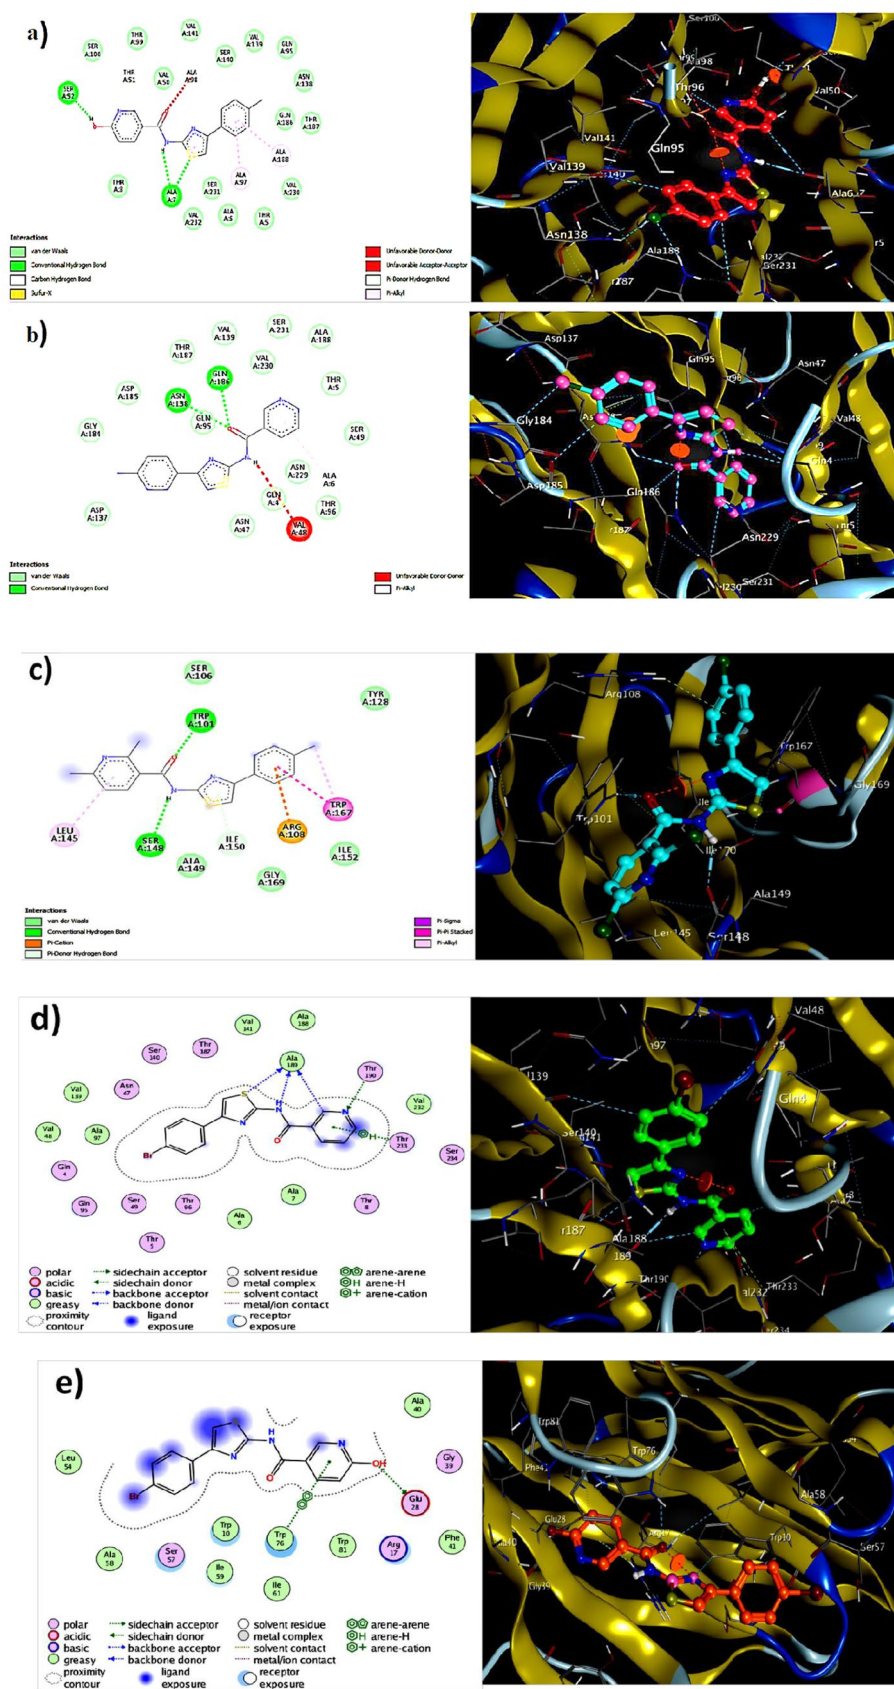 a)
SER
A:100
THR
A:99
VAL
A:141
SER
A:140
VAL
A:139
GLN
A:95
ASN
A:138
SER
A:52
THR
A:51
VAL
A:50
ALA
A:98
GLN
A:186
THR
A:187
ALA
A:188
ALA
A:97
THR
A:8
ALA
A:7
SER
A:231
VAL
A:230
VAL
A:232
ALA
A:6
THR
A:5
Interactions
van der Waals
Conventional Hydrogen Bond
Carbon Hydrogen Bond
Sulfur-X
Unfavorable Donor-Donor
Unfavorable Acceptor-Acceptor
Pi-Donor Hydrogen Bond
Pi-Alkyl
Ser100
Thr96
Val50
Val141
Gln95
Val139
Asn138
Ser231
b)
VAL
A:139
SER
A:231
ALA
A:188
THR
A:187
GLN
A:186
VAL
A:230
ASP
A:185
ASN
A:138
THR
A:5
GLN
A:95
GLY
A:184
SER
A:49
ASN
A:229
ALA
A:6
GLN
A:4
THR
A:96
ASP
A:137
ASN
A:47
VAL
A:48
Interactions
van der Waals
Conventional Hydrogen Bond
Unfavorable Donor-Donor
Pi-Alkyl
Asp137
Gln95
Asn47
Gly184
Val48
Gln4
Asp185
Gln186
Asn229
Ser231
c)
SER
A:106
TYR
A:128
TRP
A:101
LEU
A:145
SER
A:148
ALA
A:149
ILE
A:150
ARG
A:108
TRP
A:167
ILE
A:152
GLY
A:169
Interactions
van der Waals
Conventional Hydrogen Bond
Pi-Cation
Pi-Donor Hydrogen Bond
Pi-Sigma
Pi-Pi Stacked
Pi-Alkyl
Arg108
Trp167
Gly169
Trp101
Ile170
Ala149
Leu145
Ser148
d)
Val
141
Ala
188
Thr
187
Ser
140
Ala
189
Thr
190
Asn
47
Val
139
Val
232
Val
48
Ala
97
Thr
233
Ser
234
Gln
4
Gln
95
Ser
49
Thr
96
Ala
6
Ala
7
Thr
8
Thr
5
Br
polar
acidic
basic
greasy
proximity
contour
sidechain acceptor
sidechain donor
backbone acceptor
backbone donor
ligand
exposure
solvent residue
metal complex
solvent contact
metal/ion contact
receptor
exposure
arene-arene
arene-H
arene-cation
Val48
Gln4
Ser140
Ala188
Thr190
Thr233
e)
Ala
40
Leu
54
Gly
39
Glu
28
Trp
10
Trp
76
Trp
81
Arg
17
Phe
41
Ala
58
Ser
57
Ile
59
Ile
61
Br
polar
acidic
basic
greasy
proximity
contour
sidechain acceptor
sidechain donor
backbone acceptor
backbone donor
ligand
exposure
solvent residue
metal complex
solvent contact
metal/ion contact
receptor
exposure
arene-arene
arene-H
arene-cation
Trp81
Trp76
Ala58
Glu28
Trp10
Ser57
Gly39